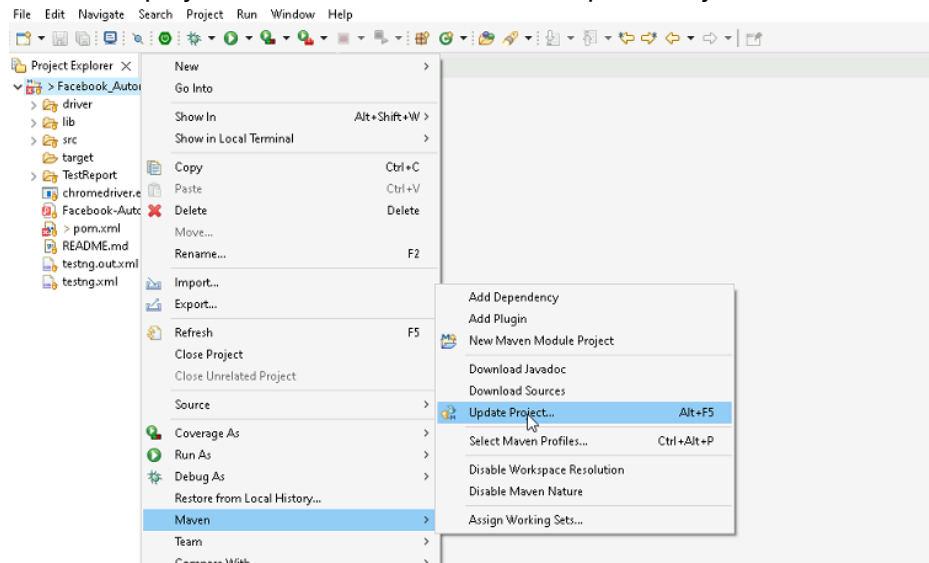 File Edit Navigate Search Project Run Window Help
Project Explorer
> Facebook_Autor
driver
lib
src
target
TestReport
chromedriver.e
Facebook-Auto
> pom.xml
README.md
testng.out.xml
testng.xml
New
Go Into
Show In Alt+Shift+W >
Show in Local Terminal
Copy Ctrl+C
Paste Ctrl+V
Delete Delete
Move...
Rename... F2
Import...
Export...
Refresh F5
Close Project
Close Unrelated Project
Source
Coverage As
Run As
Debug As
Restore from Local History...
Maven
Team
Compare With
Add Dependency
Add Plugin
New Maven Module Project
Download Javadoc
Download Sources
Update Project... Alt+F5
Select Maven Profiles... Ctrl+Alt+P
Disable Workspace Resolution
Disable Maven Nature
Assign Working Sets...